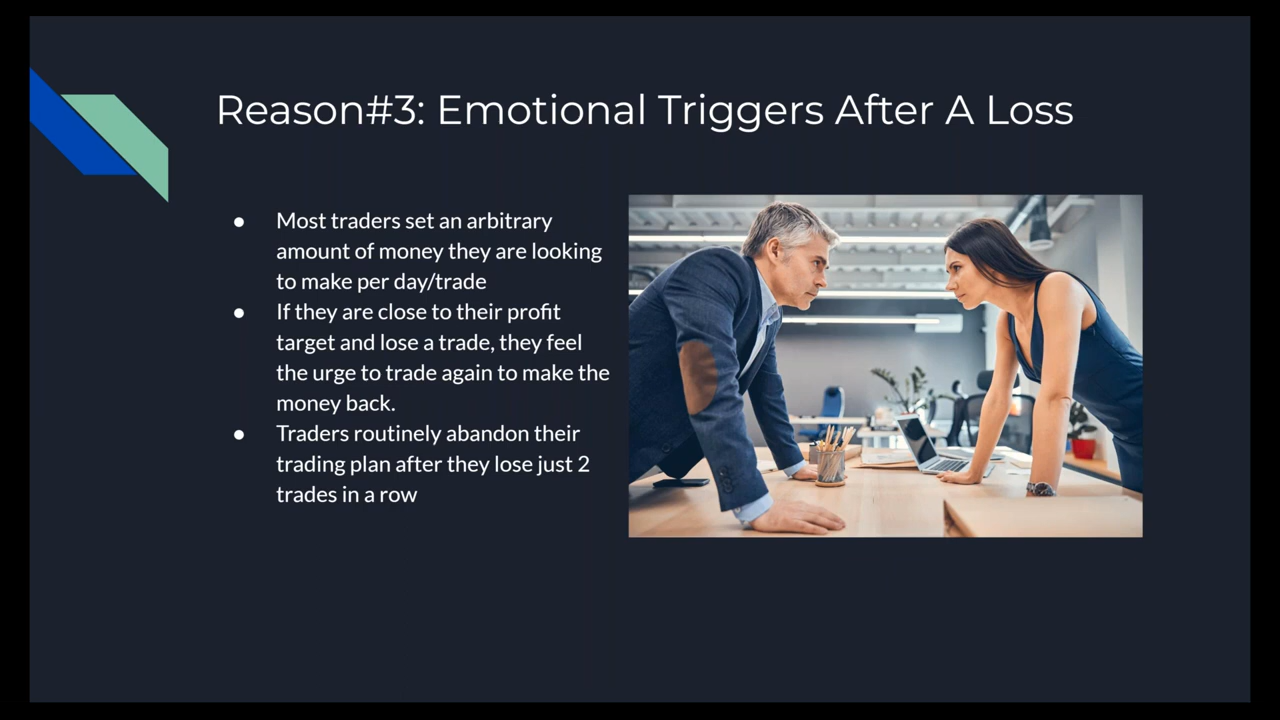 Reason#3: Emotional Triggers After A Loss
● Most traders set an arbitrary
amount of money they are looking
to make per day/trade
● If they are close to their profit
target and lose a trade, they feel
the urge to trade again to make the
money back.
● Traders routinely abandon their
trading plan after they lose just 2
trades in a row